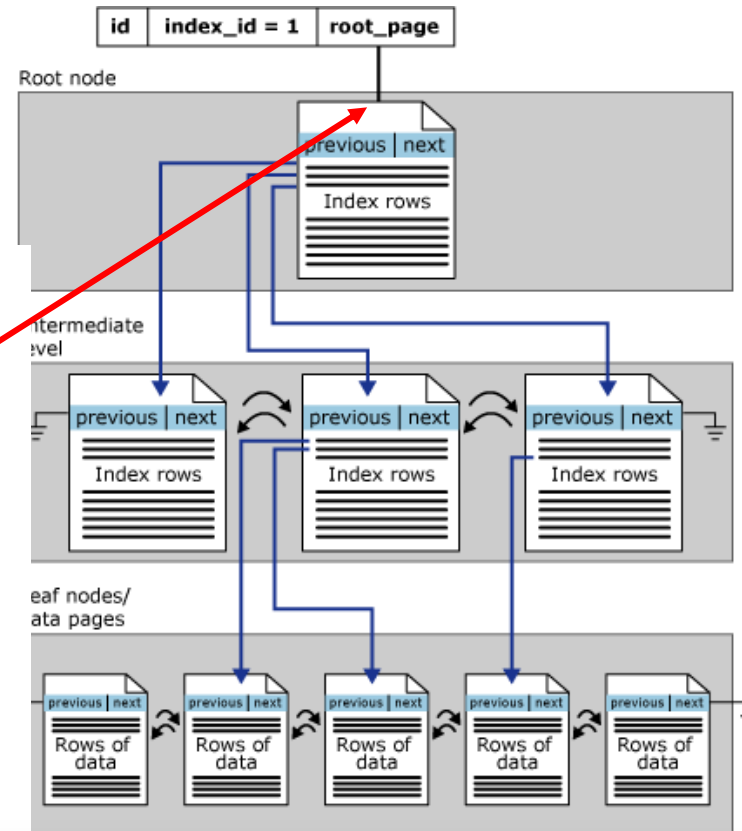 id index_id = 1 root_page
Root node
previous next
Index rows
ntermediate
evel
previous next previous next previous next
Index rows Index rows Index rows
eaf nodes/
ata pages
previous next previous next previous next previous next previous next
Rows of Rows of Rows of Rows of Rows of
data data data data data